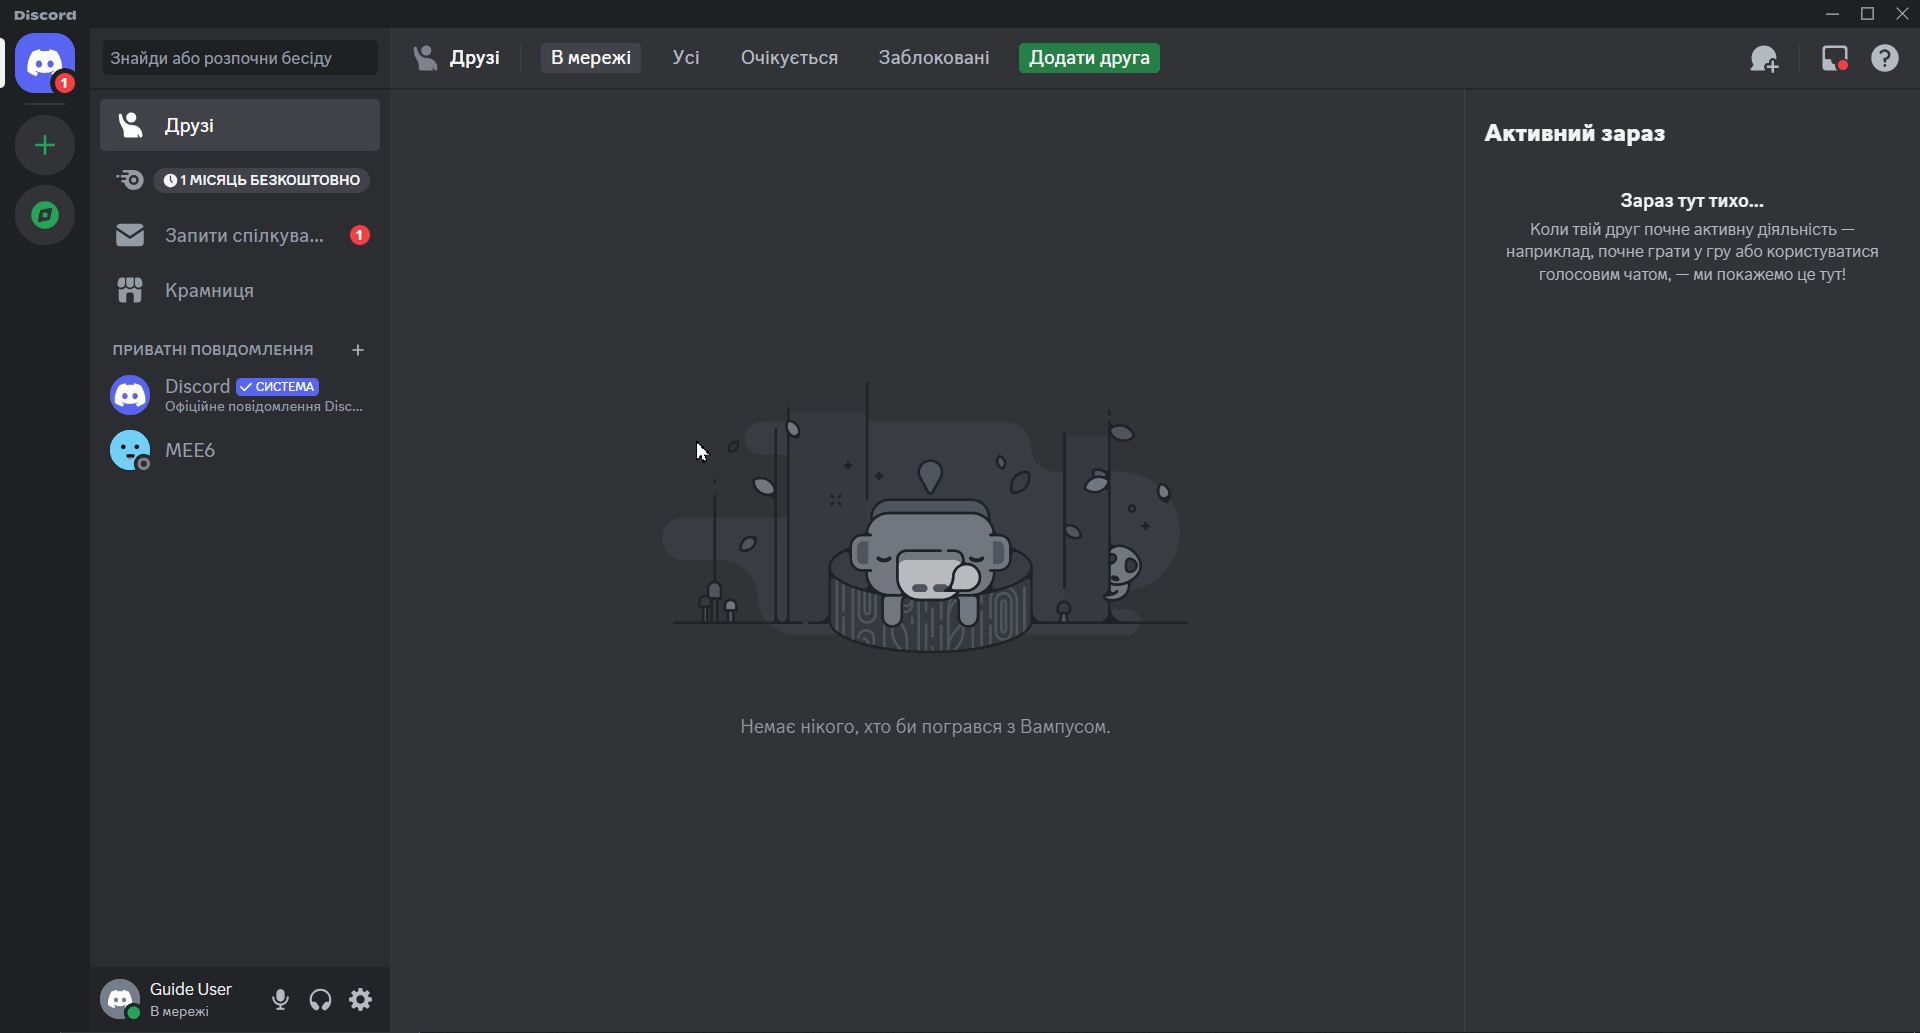 Discord
1
Знайди або розпочни бесіду
Друзі
1 МІСЯЦЬ БЕЗКОШТОВНО
Запити спілкува...
1
Крамниця
ПРИВАТНІ ПОВІДОМЛЕННЯ
Discord СИСТЕМА
Офіційне повідомлення Disc...
MEE6
Guide User
В мережі
Друзі
В мережі
Усі
Очікується
Заблоковані
Додати друга
Немає нікого, хто би погрався з Вампусом.
Активний зараз
Зараз тут тихо...
Коли твій друг почне активну діяльність —
наприклад, почне грати у гру або користуватися
голосовим чатом, — ми покажемо це тут!